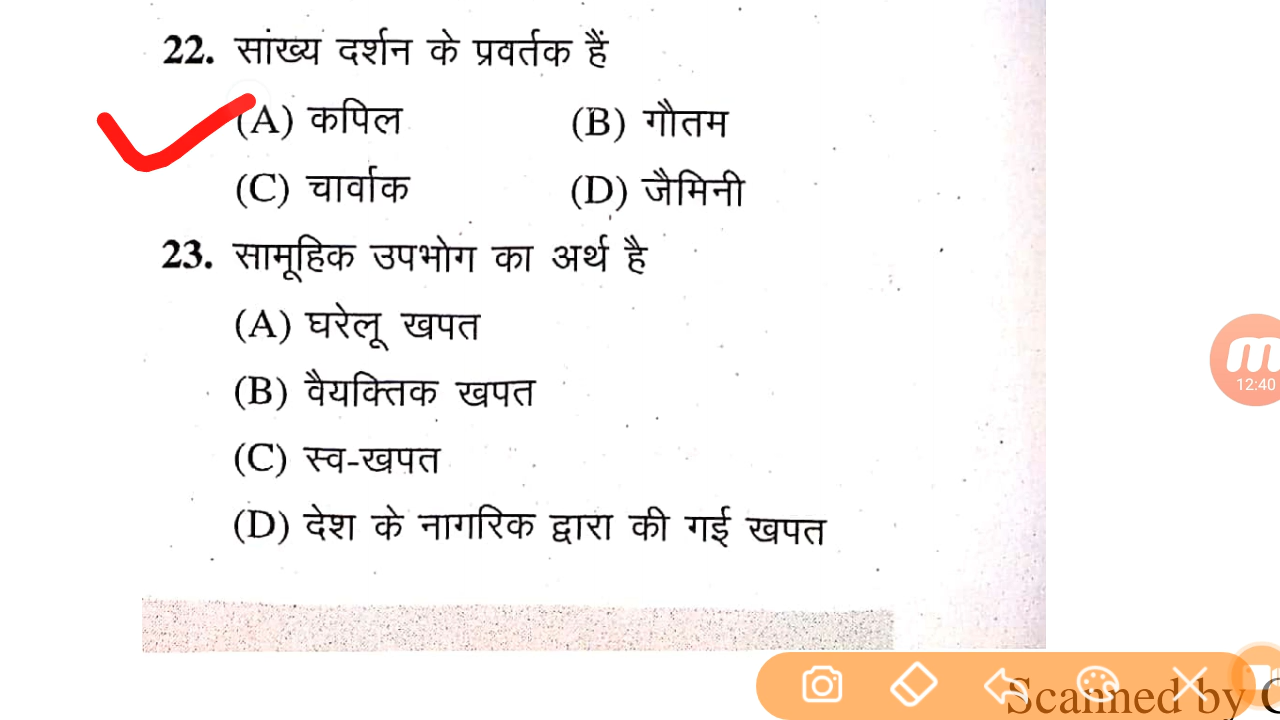 22. सांख्य दर्शन के प्रवर्तक हैं
(A) कपिल (B) गौतम
(C) चार्वाक (D) जैमिनी
23. सामूहिक उपभोग का अर्थ है
(A) घरेलू खपत
(B) वैयक्तिक खपत
(C) स्व-खपत
12:40
(D) देश के नागरिक द्वारा की गई खपत
Scanned by C